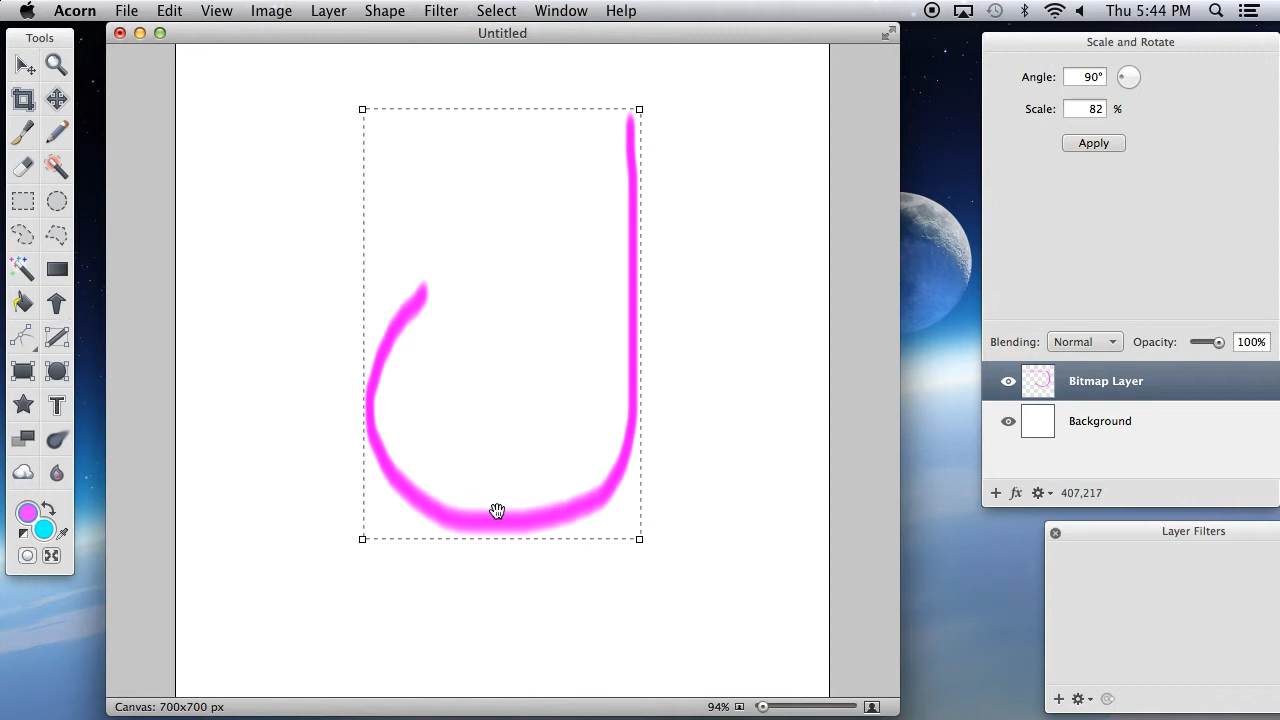 Acorn File Edit View Image Layer Shape Filter Select Window Help Thu 5:44 PM
Tools
Untitled
Scale and Rotate
Angle: 90°
Scale: 82 %
Apply
Blending: Normal Opacity: 100%
Bitmap Layer
Background
fx 407,217
Layer Filters
T
Canvas: 700x700 px 94%